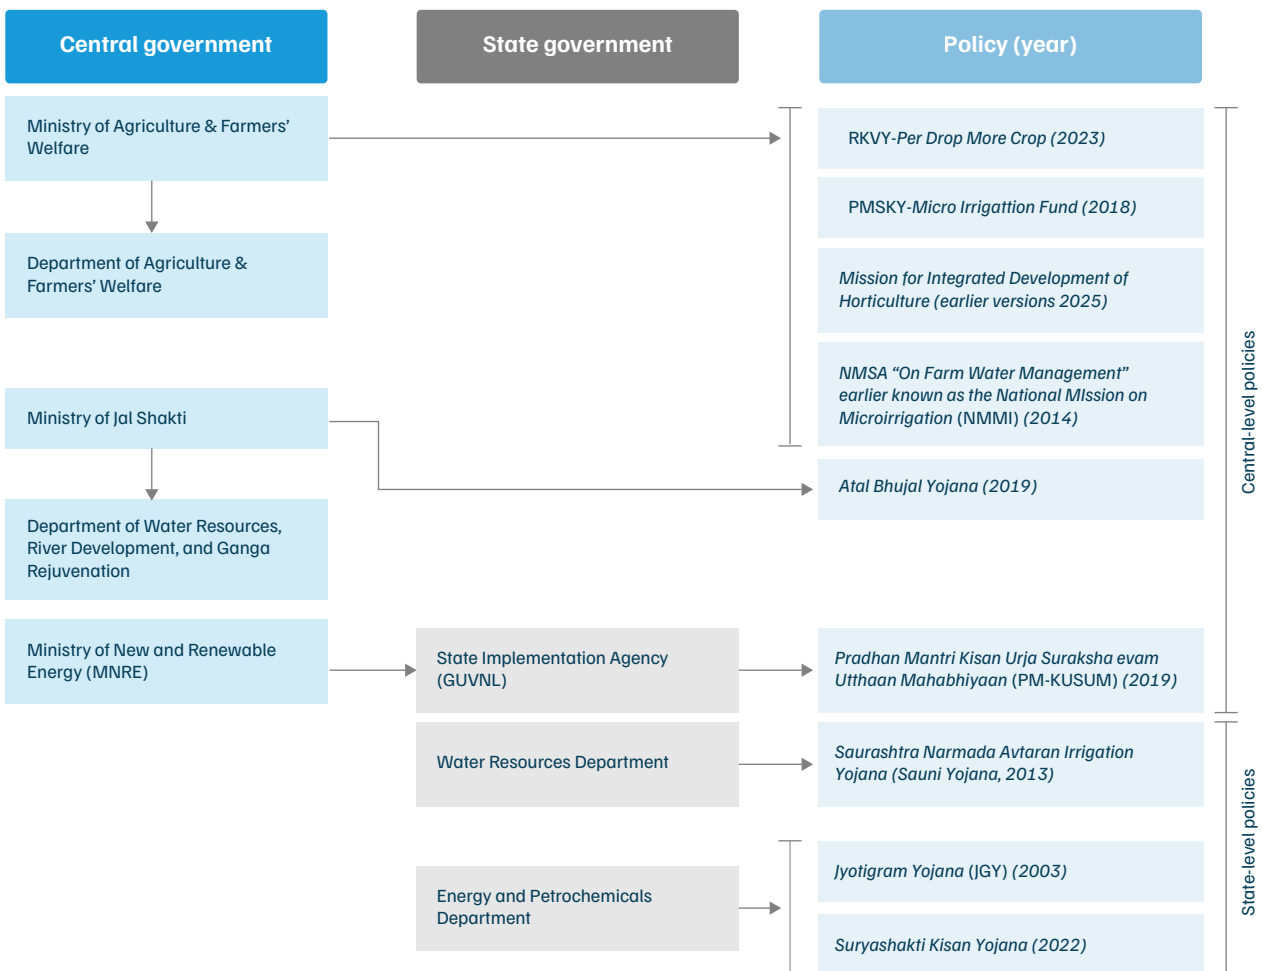 Central government
State government
Policy (year)
Ministry of Agriculture & Farmers’
Welfare
RKVY-Per Drop More Crop (2023)
PMSKY-Micro Irrigattion Fund (2018)
Department of Agriculture &
Farmers’ Welfare
Mission for Integrated Development of
Horticulture (earlier versions 2025)
NMSA “On Farm Water Management”
earlier known as the National MIssion on
Microirrigation (NMMI) (2014)
Ministry of Jal Shakti
Atal Bhujal Yojana (2019)
Department of Water Resources,
River Development, and Ganga
Rejuvenation
Ministry of New and Renewable
Energy (MNRE)
State Implementation Agency
(GUVNL)
Pradhan Mantri Kisan Urja Suraksha evam
Utthaan Mahabhiyaan (PM-KUSUM) (2019)
Central-level policies
Water Resources Department
Saurashtra Narmada Avtaran Irrigation
Yojana (Sauni Yojana, 2013)
Energy and Petrochemicals
Department
Jyotigram Yojana (JGY) (2003)
Suryashakti Kisan Yojana (2022)
State-level policies